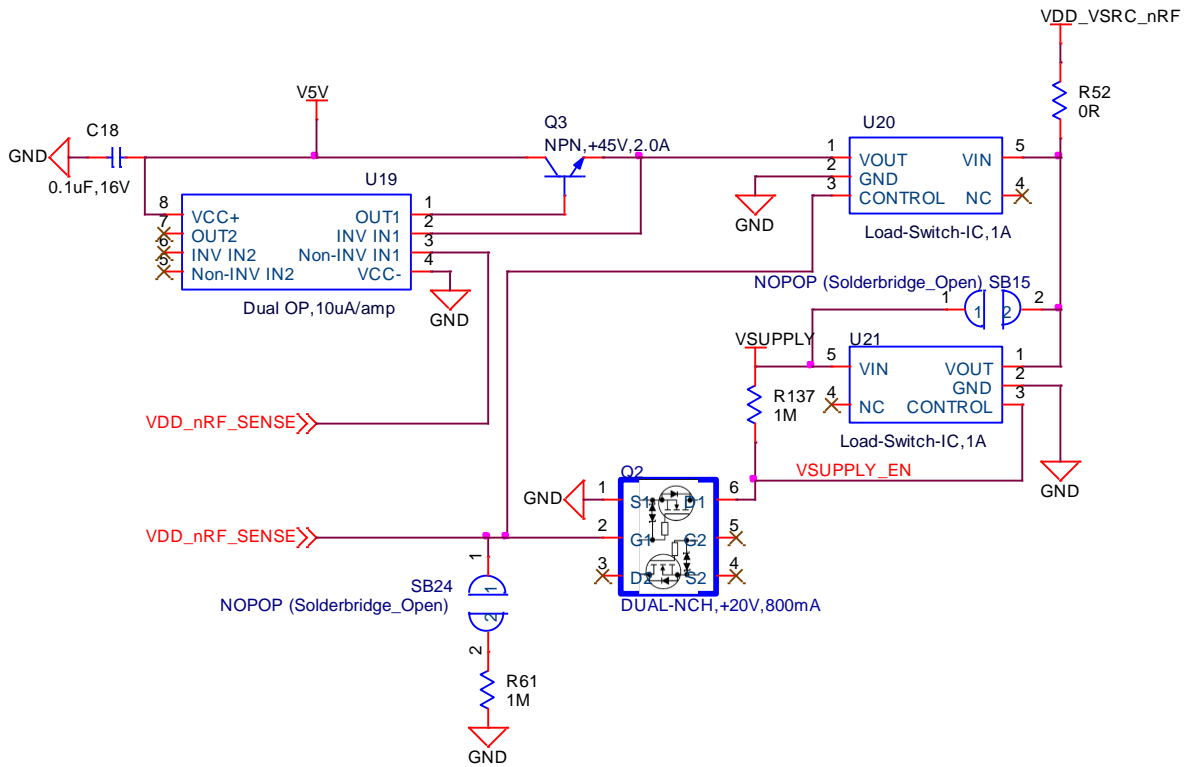 VDD_VSRC_nRF
R52
0R
V5V
C18
GND
0.1uF,16V
Q3
NPN,+45V,2.0A
U20
1 VOUT VIN 5
2 GND
3 CONTROL NC 4
GND
Load-Switch-IC,1A
U19
8 VCC+ OUT1 1
7 OUT2 INV IN1 2
6 INV IN2 Non-INV IN1 3
5 Non-INV IN2 VCC- 4
Dual OP,10uA/amp
GND
NOPOP (Solderbridge_Open) SB15
1 1 2 2
VSUPPLY
U21
5 VIN VOUT 1
GND 2
4 NC CONTROL 3
Load-Switch-IC,1A
R137
1M
GND
VDD_nRF_SENSE
VSUPPLY_EN
Q2
GND
1 S1 D1 6
2 G1 G2 5
3 D2 S2 4
DUAL-NCH,+20V,800mA
VDD_nRF_SENSE
1
1
SB24
NOPOP (Solderbridge_Open)
2
2
R61
1M
GND